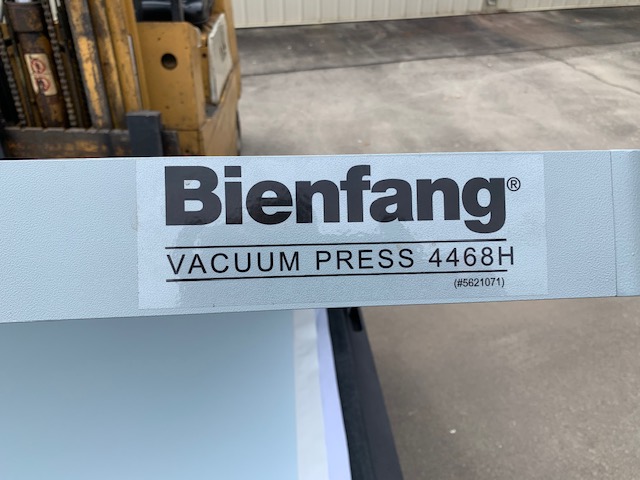 Bienfang®
VACUUM PRESS 4468H
(#5621071)